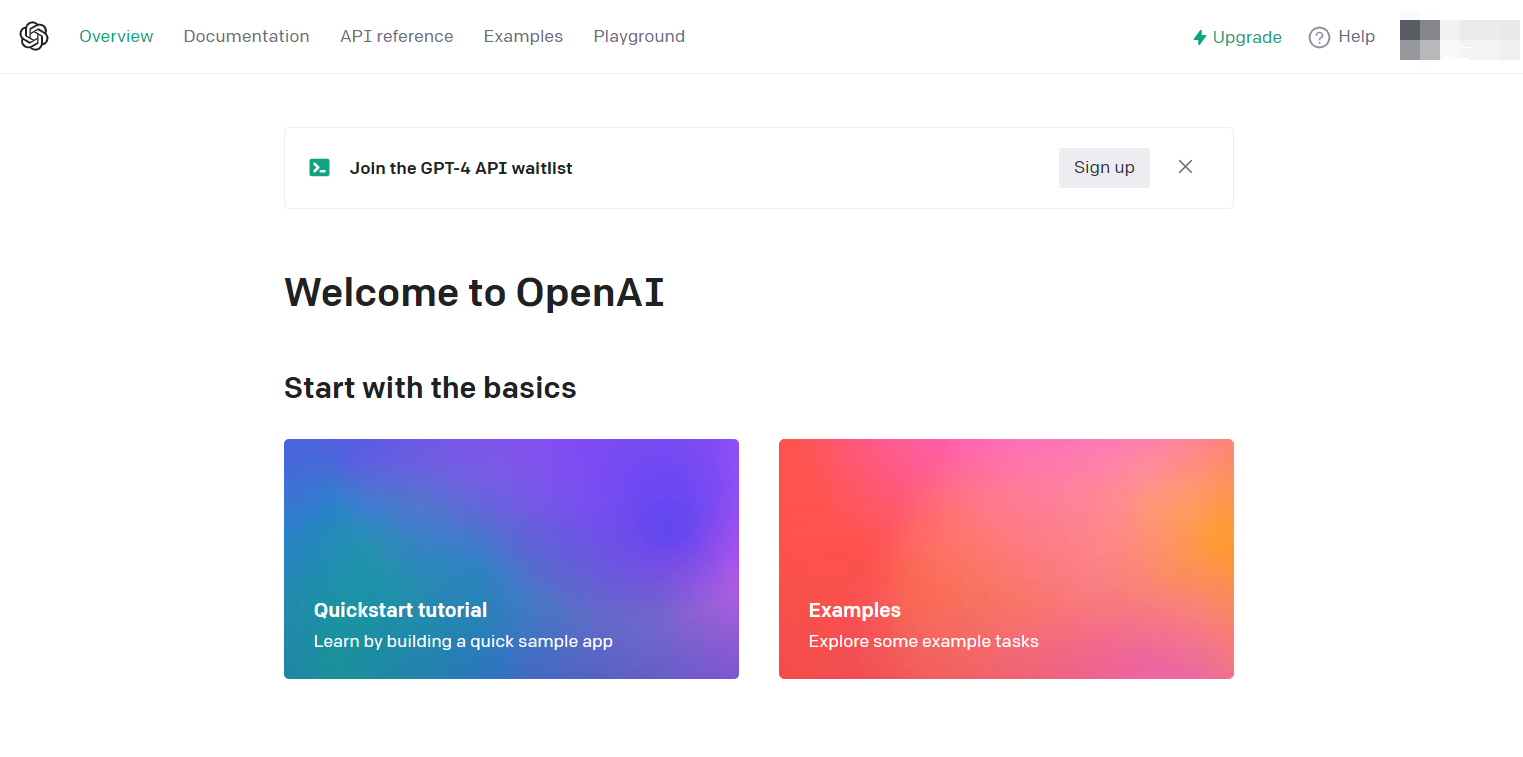 Overview Documentation API reference Examples Playground Upgrade Help
Join the GPT-4 API waitlist Sign up
Welcome to OpenAI
Start with the basics
Quickstart tutorial
Learn by building a quick sample app
Examples
Explore some example tasks